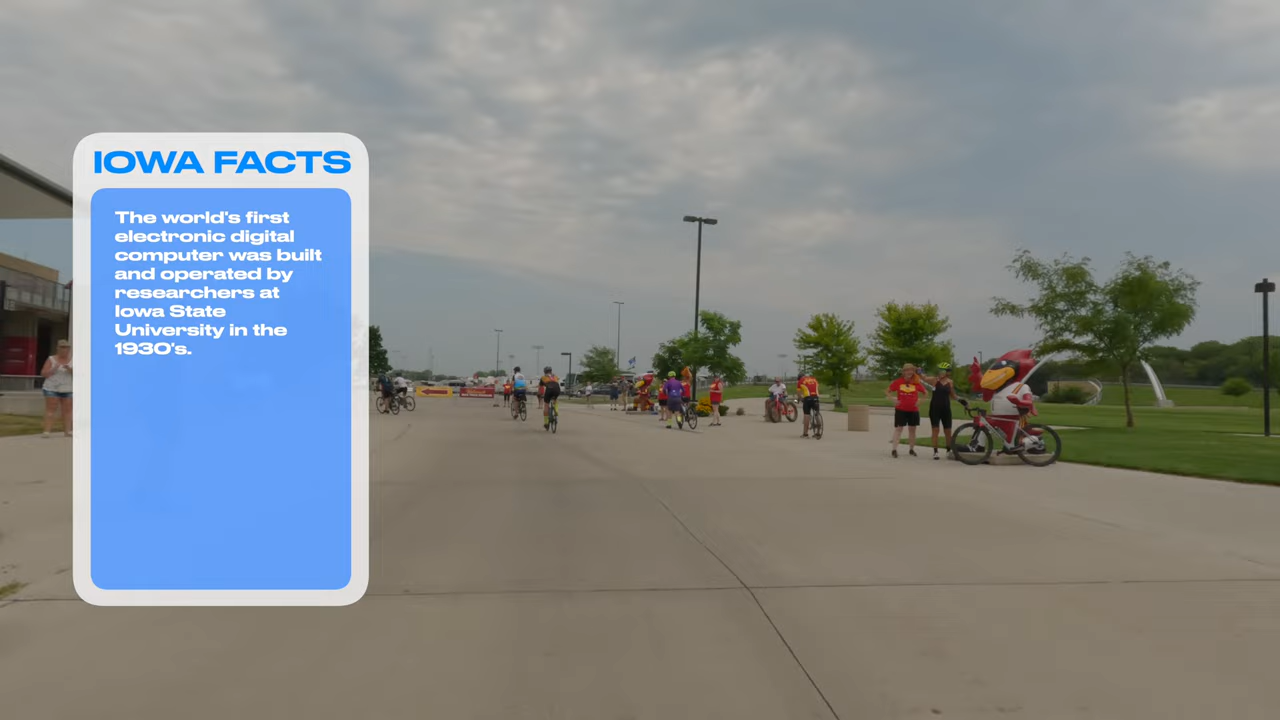 IOWA FACTS
The world's first
electronic digital
computer was built
and operated by
researchers at
Iowa State
University in the
1930's.